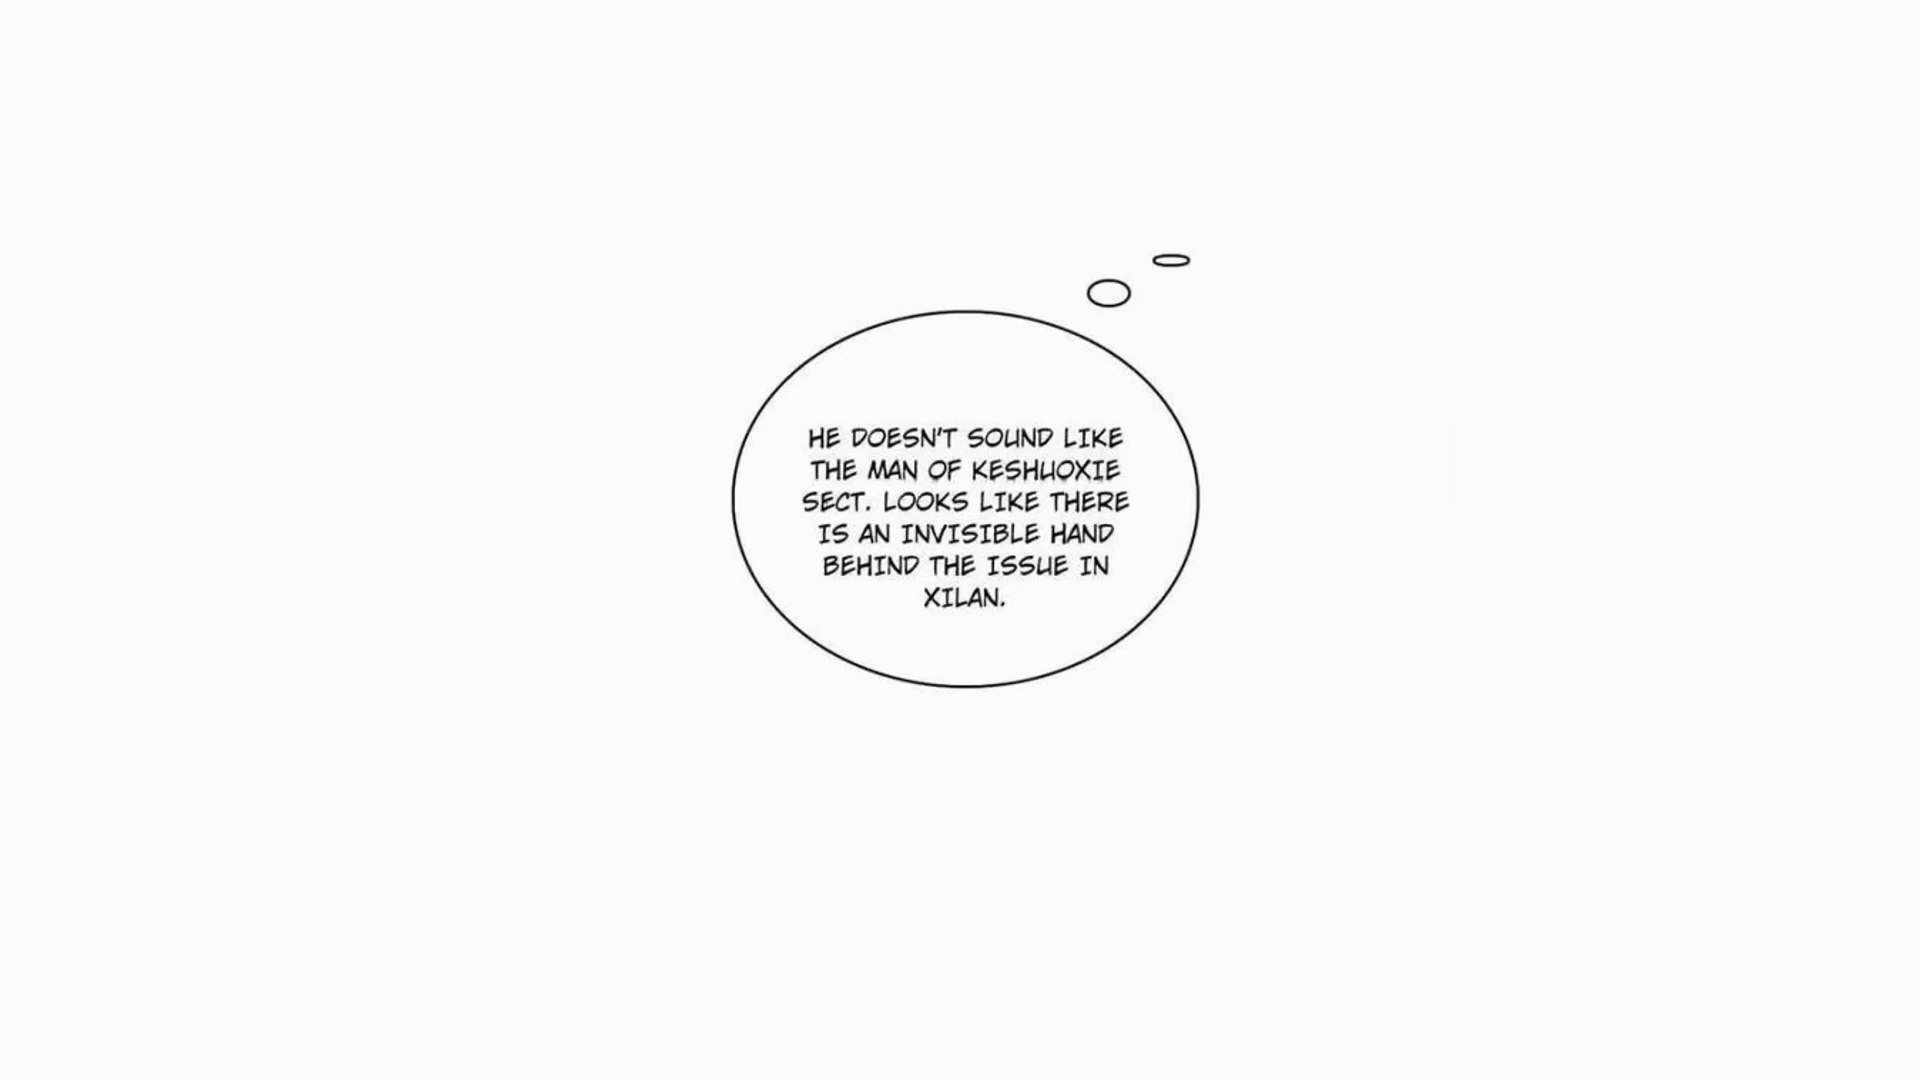 HE DOESN'T SOUND LIKE
THE MAN OF KESHUOXIE
SECT. LOOKS LIKE THERE
IS AN INVISIBLE HAND
BEHIND THE ISSUE IN
XILAN.